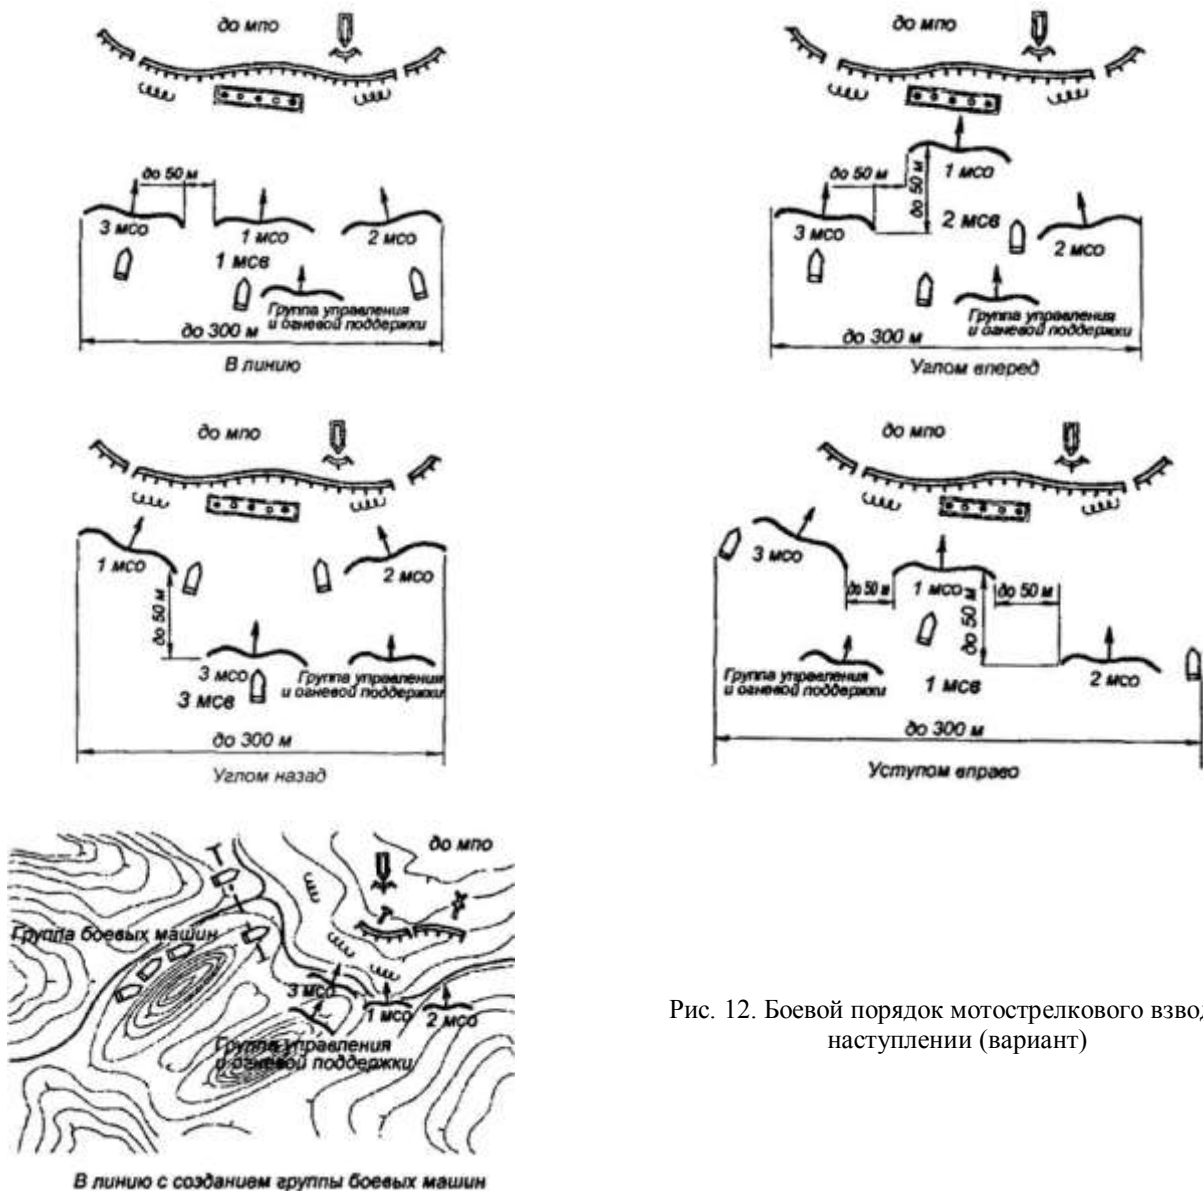 до мпо
до 50 м
3 мсо
1 мсо
2 мсо
1 мсв
Группа управления
и огневой поддержки
до 300 м
В линию
до мпо
до 50 м
до 50 м
1 мсо
3 мсо
2 мсв
2 мсо
Группа управления
и огневой поддержки
до 300 м
Углом вперед
до мпо
1 мсо
2 мсо
до 50 м
3 мсо
3 мсв
Группа управления
и огневой поддержки
до 300 м
Углом назад
до мпо
3 мсо
до 50 м
1 мсо
до 50 м
до 50 м
Группа управления
и огневой поддержки
1 мсв
2 мсо
до 300 м
Уступом вправо
до мпо
Группа боевых машин
3 мсо
1 мсо
2 мсо
Группа управления
и огневой поддержки
В линию с созданием группы боевых машин
Рис. 12. Боевой порядок мотострелкового взвод
наступлении (вариант)